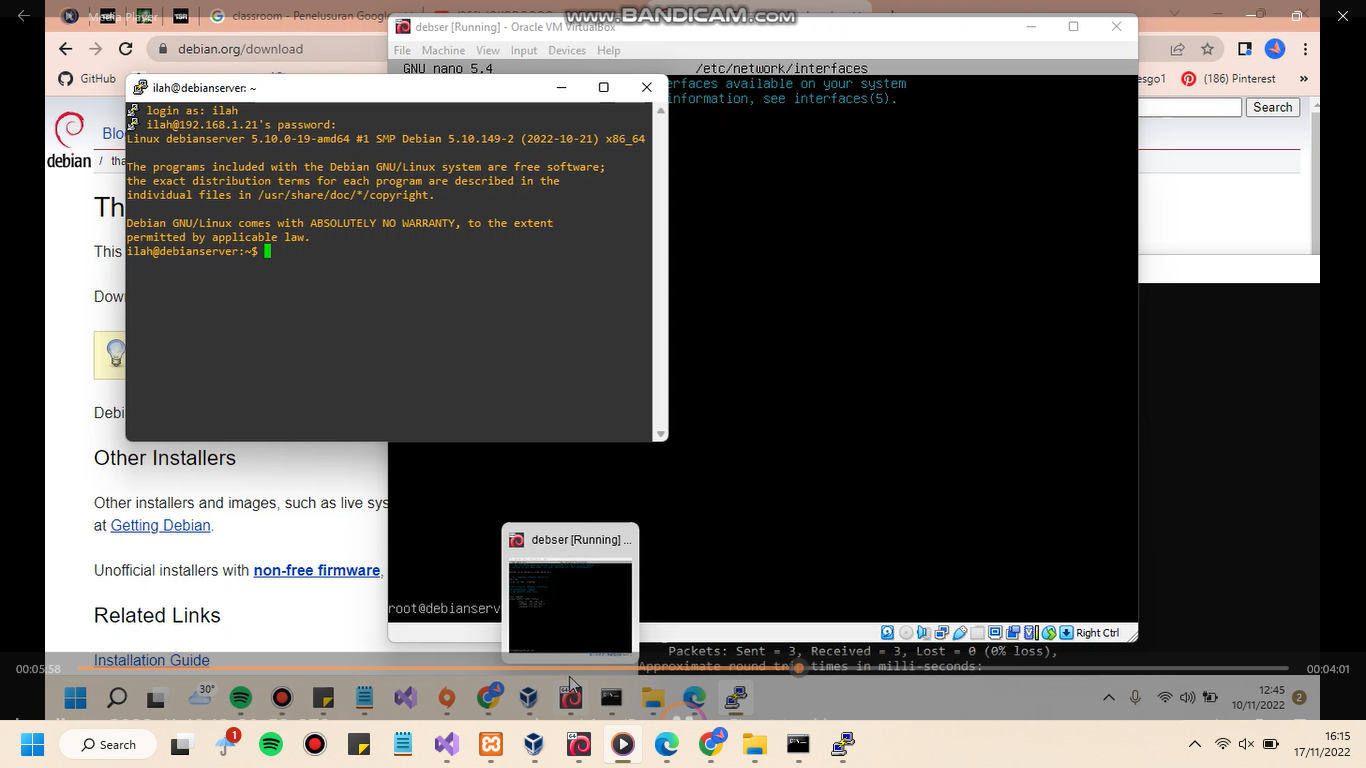 Media Player
classroom - Penelusuran Google
WWW.BANDICAM.COM
debser [Running] - Oracle VM VirtualBox
debian.org/download
File Machine View Input Devices Help
GNU nano 5.4 /etc/network/interfaces
GitHub
esgo1
(186) Pinterest
»
erfaces available on your system
information, see interfaces(5).
ilah@debianserver: ~
login as: ilah
ilah@192.168.1.21's password:
Linux debianserver 5.10.0-19-amd64 #1 SMP Debian 5.10.149-2 (2022-10-21) x86_64
The programs included with the Debian GNU/Linux system are free software;
the exact distribution terms for each program are described in the
individual files in /usr/share/doc/*/copyright.
Debian GNU/Linux comes with ABSOLUTELY NO WARRANTY, to the extent
permitted by applicable law.
ilah@debianserver:~$
Search
debian
Blo
/ tha
Th
This
Dow
Debi
Other Installers
Other installers and images, such as live sys
at Getting Debian.
Unofficial installers with non-free firmware,
Related Links
Installation Guide
debser [Running] ...
root@debianserv
Right Ctrl
Packets: Sent = 3, Received = 3, Lost = 0 (0% loss),
Approximate round trip times in milli-seconds:
00:05:58
00:04:01
30°
12:45
10/11/2022
2
Search
1
16:15
17/11/2022